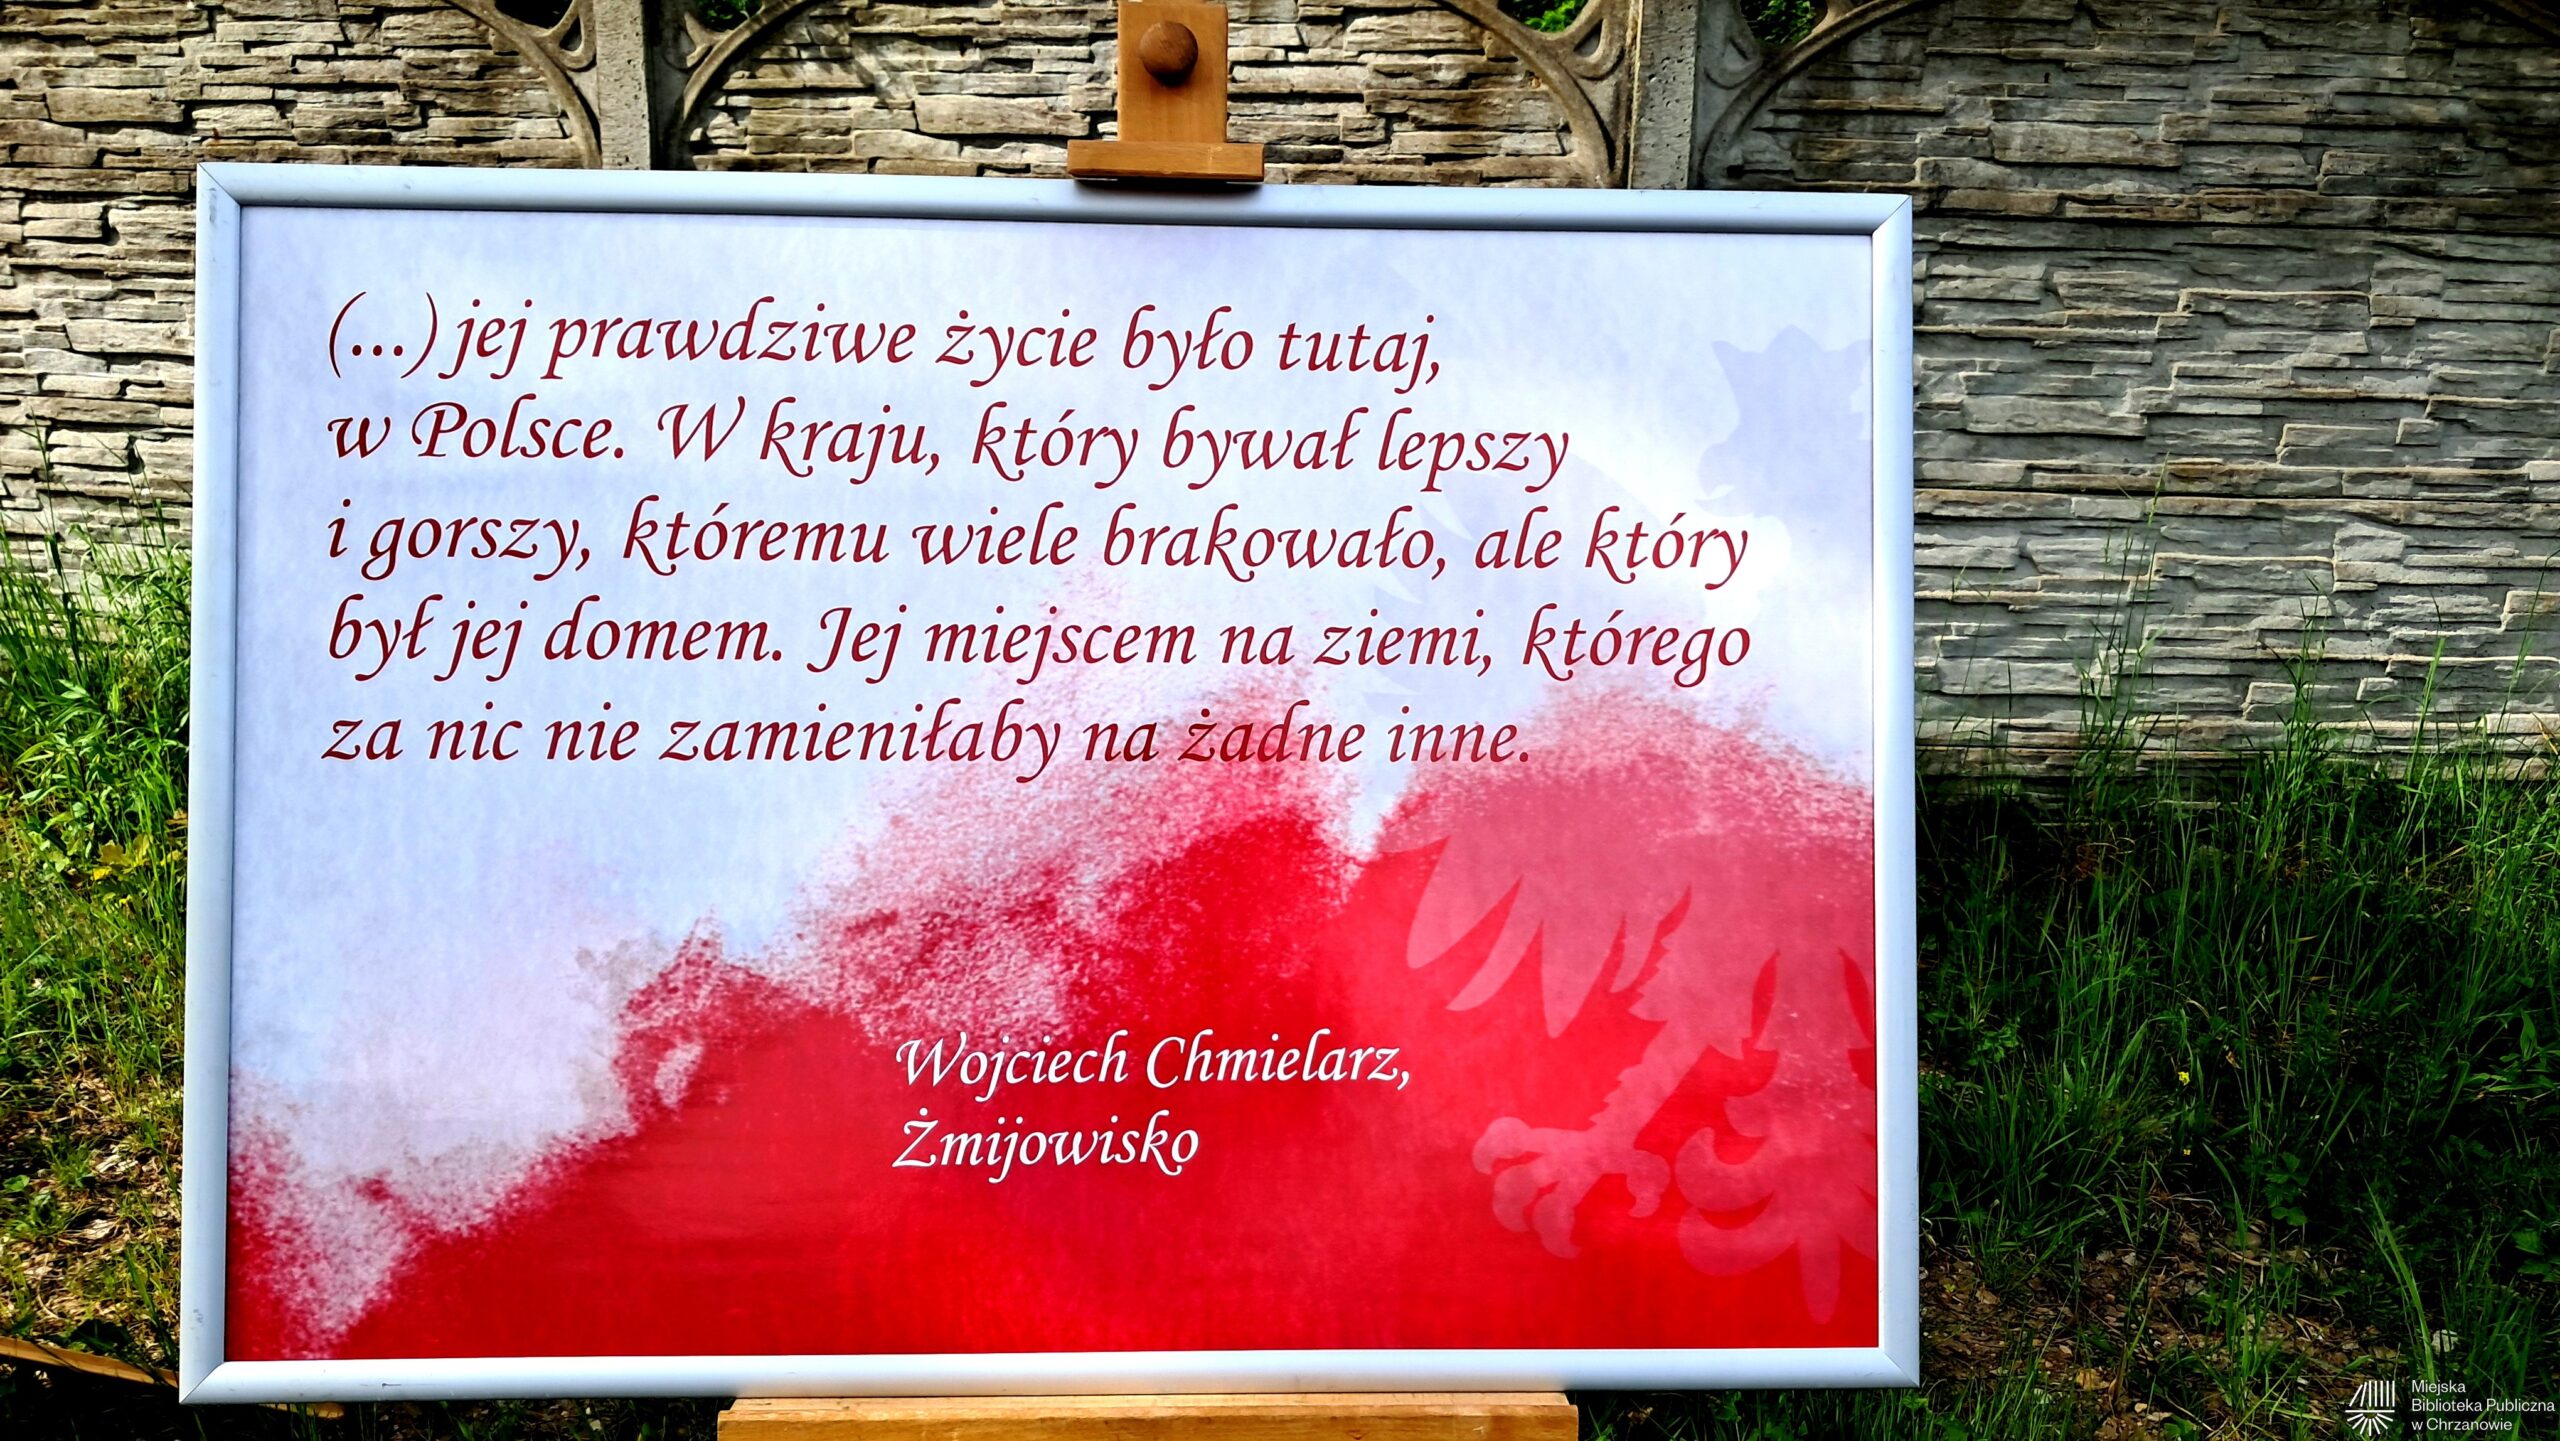 (...) jej prawdziwe życie było tutaj,
w Polsce. W kraju, który bywał lepszy
i gorszy, któremu wiele brakowało, ale który
był jej domem. Jej miejscem na ziemi, którego
za nic nie zamieniłaby na żadne inne.
Wojciech Chmielarz,
Żmijowisko
Miejska
Biblioteka Publiczna
w Chrzanowie